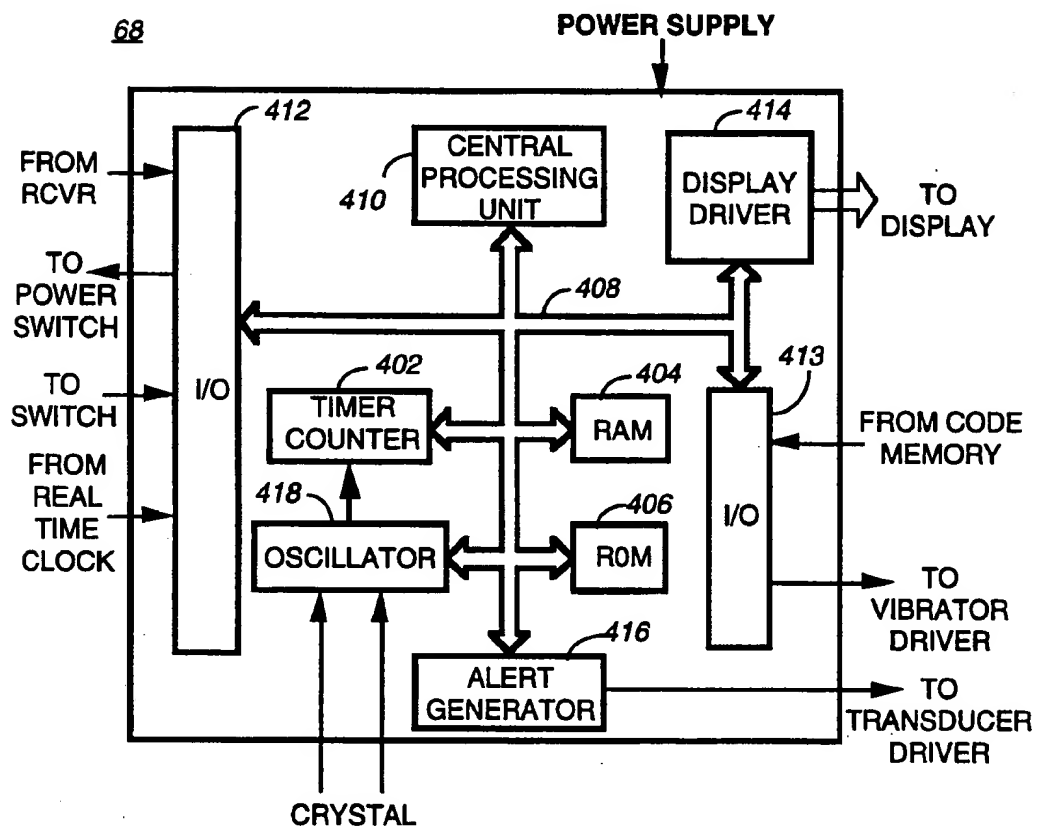 68
POWER SUPPLY
412
414
FROM
RCVR
410
CENTRAL
PROCESSING
UNIT
DISPLAY
DRIVER
TO
DISPLAY
TO
POWER
SWITCH
408
I/O
TO
SWITCH
402
TIMER
COUNTER
404
RAM
413
FROM CODE
MEMORY
I/O
FROM
REAL
TIME
CLOCK
418
OSCILLATOR
406
R0M
TO
VIBRATOR
DRIVER
416
ALERT
GENERATOR
TO
TRANSDUCER
DRIVER
CRYSTAL